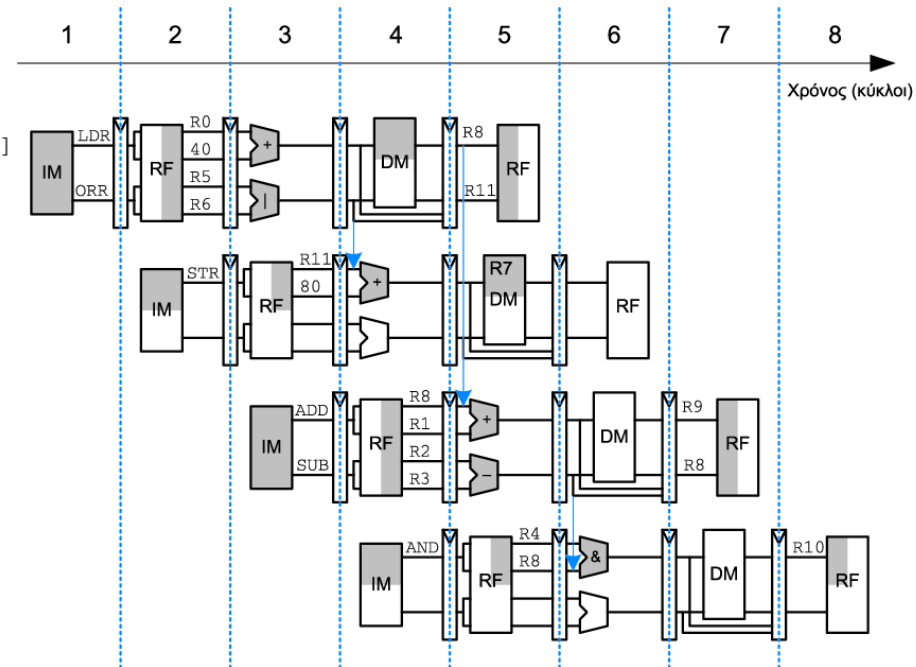 1 2 3 4 5 6 7 8
Χρόνος (κύκλοι)
]
IM LDR RF R0 + DM R8 RF
40
ORR R5 | R11
R6
IM STR RF R11 + R7 DM RF
80
IM ADD RF R8 + DM R9 RF
R1
SUB R2 – R8
R3
IM AND RF R4 & DM R10 RF
R8